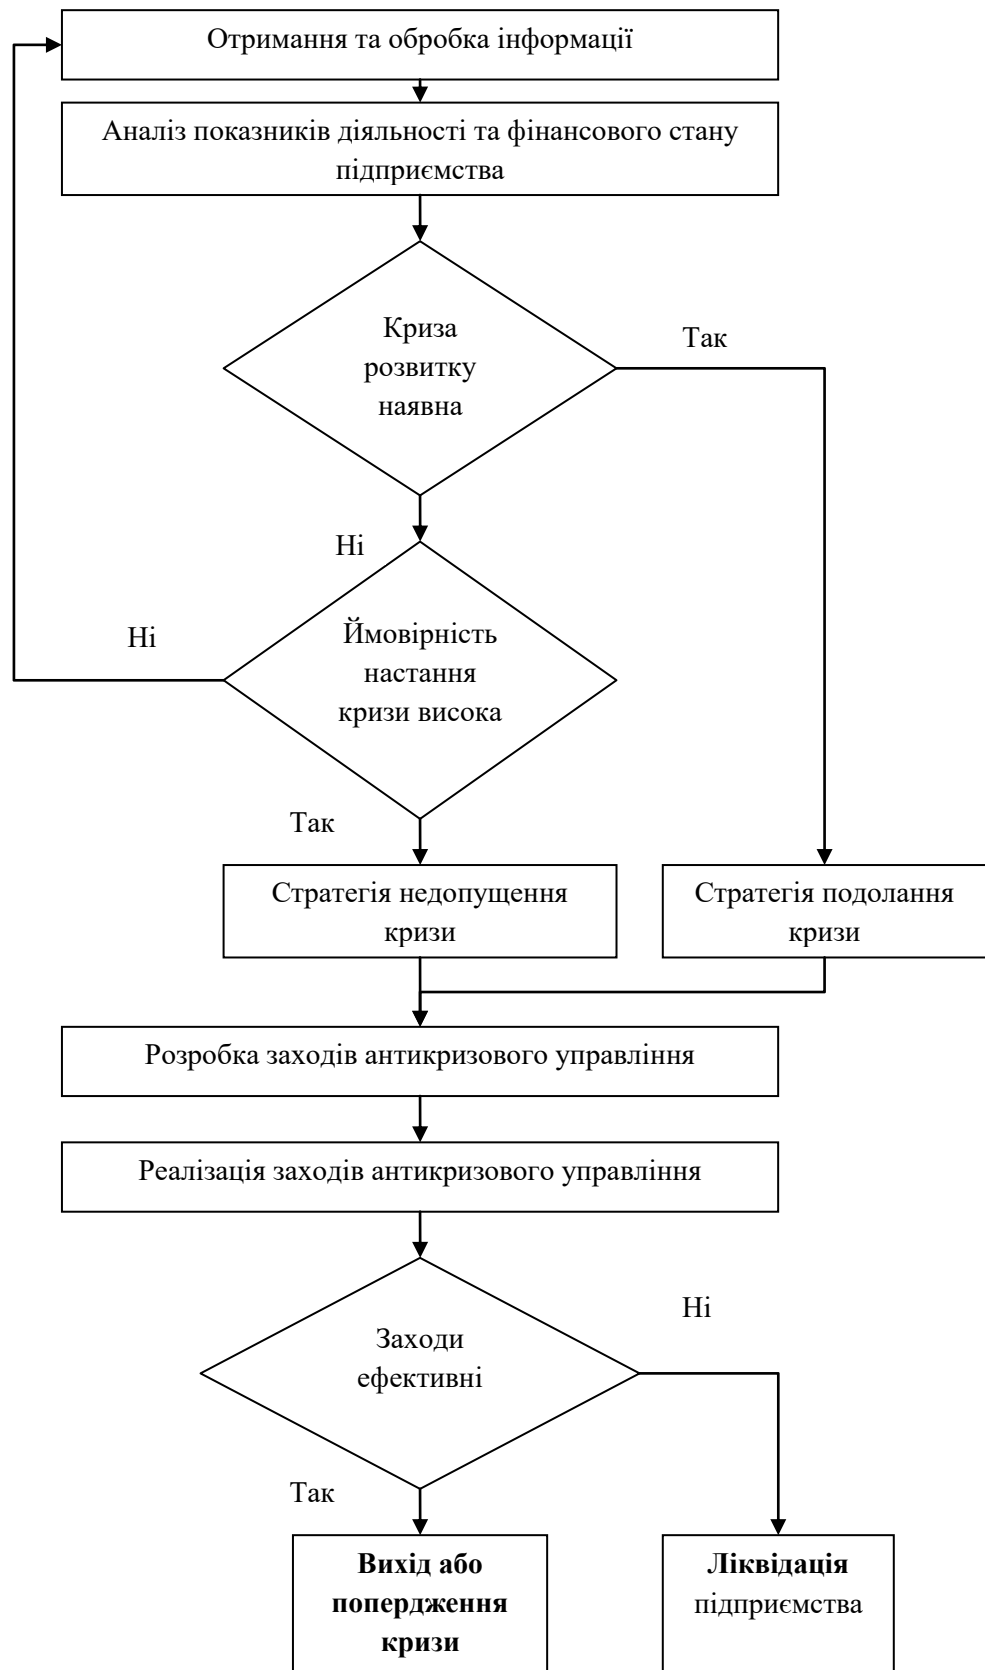 Отримання та обробка інформації
Аналіз показників діяльності та фінансового стану
підприємства
Криза
розвитку
наявна
Так
Ні
Ймовірність
настання
кризи висока
Ні
Так
Стратегія недопущення
кризи
Стратегія подолання
кризи
Розробка заходів антикризового управління
Реалізація заходів антикризового управління
Заходи
ефективні
Ні
Так
Вихід або
попердження
кризи
Ліквідація
підприємства